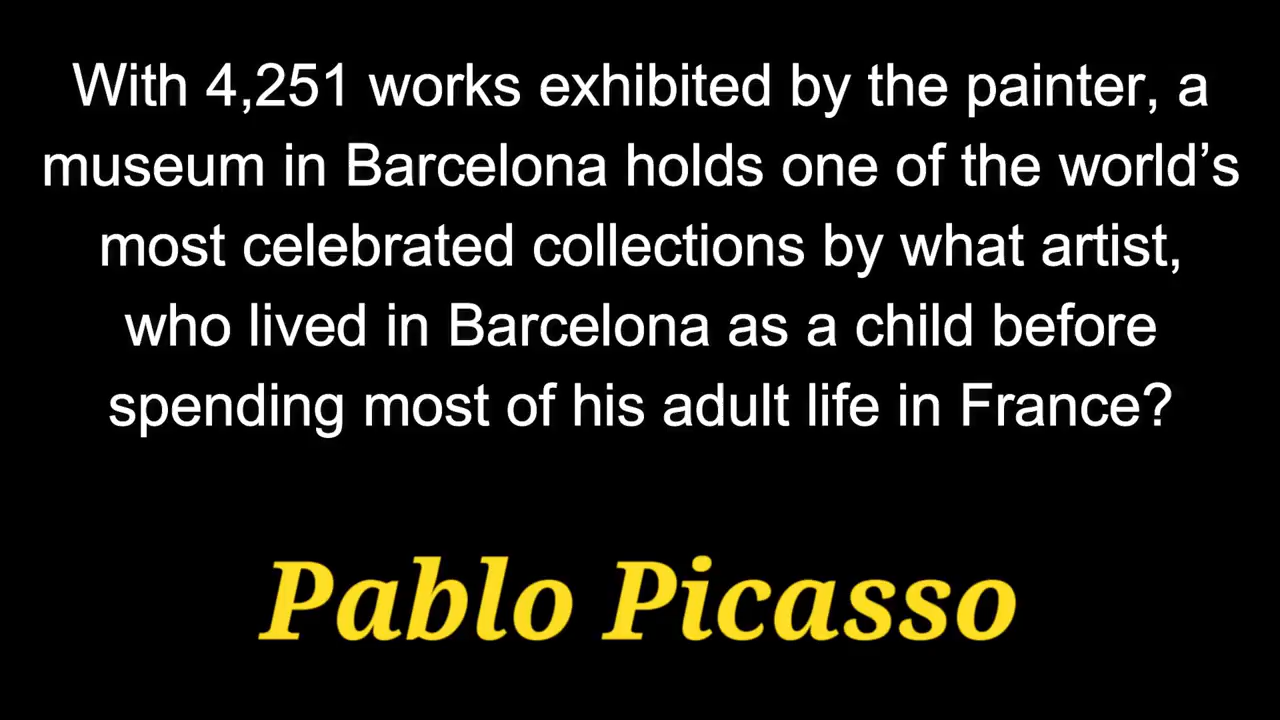 With 4,251 works exhibited by the painter, a
museum in Barcelona holds one of the world’s
most celebrated collections by what artist,
who lived in Barcelona as a child before
spending most of his adult life in France?
Pablo Picasso